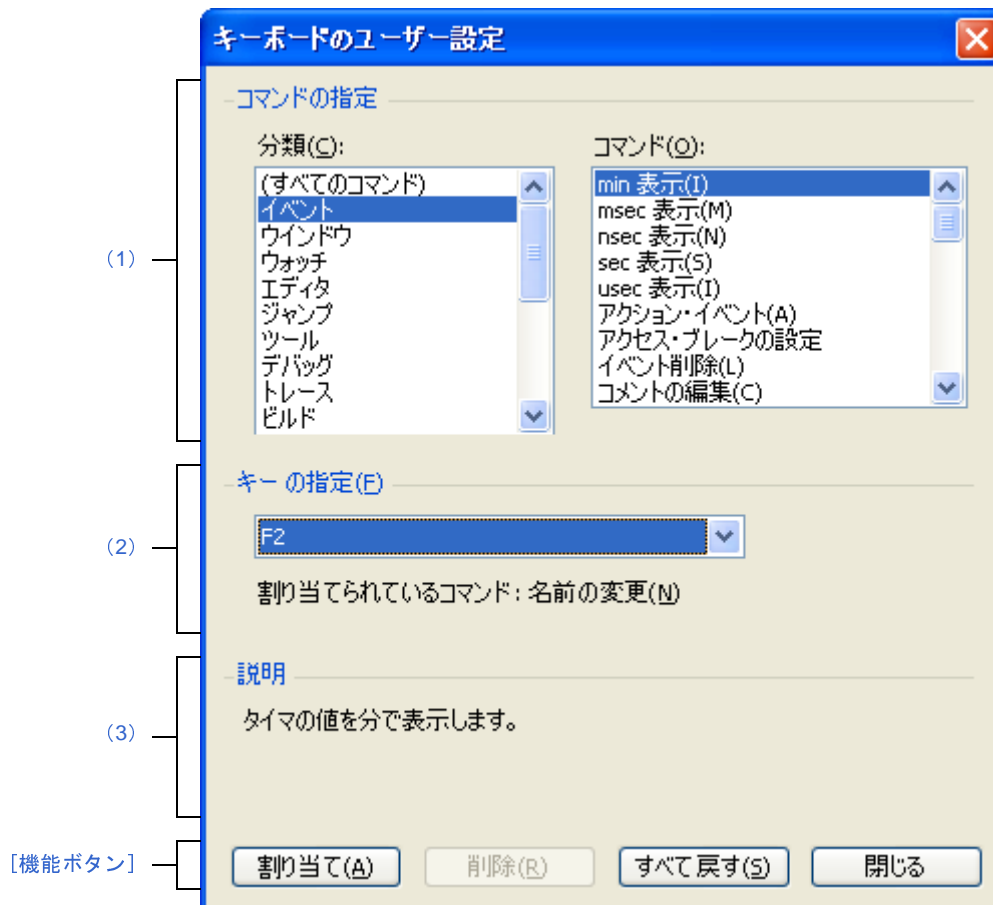 キーボードのユーザー設定
(1)
コマンドの指定
分類(C):
(すべてのコマンド)
イベント
ウインドウ
ウォッチ
エディタ
ジャンプ
ツール
デバッグ
トレース
ビルド
コマンド(O):
min 表示(I)
msec 表示(M)
nsec 表示(N)
sec 表示(S)
usec 表示(I)
アクション・イベント(A)
アクセス・ブレークの設定
イベント削除(L)
コメントの編集(C)
(2)
キー の指定(F)
F2
割り当てられているコマンド : 名前の変更(N)
(3)
説明
タイマの値を分で表示します。
[機能ボタン]
割り当て(A)
削除(R)
すべて戻す(S)
閉じる